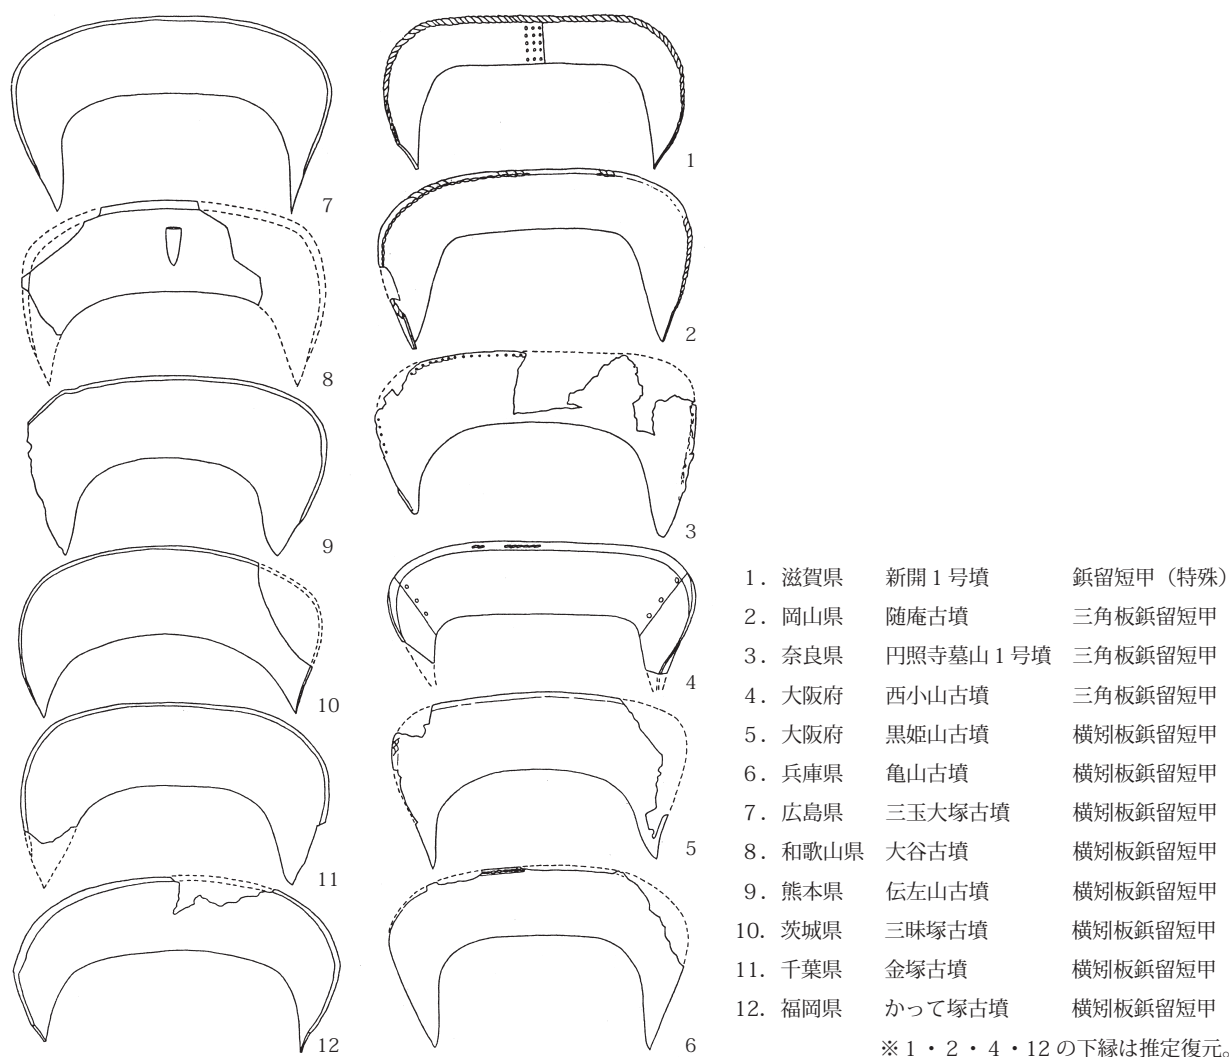 7
8
9
10
11
12
1
2
3
4
5
6
1．滋賀県 新開1号墳 鋲留短甲（特殊）
2．岡山県 随庵古墳 三角板鋲留短甲
3．奈良県 円照寺墓山1号墳 三角板鋲留短甲
4．大阪府 西小山古墳 三角板鋲留短甲
5．大阪府 黒姫山古墳 横矧板鋲留短甲
6．兵庫県 亀山古墳 横矧板鋲留短甲
7．広島県 三玉大塚古墳 横矧板鋲留短甲
8．和歌山県 大谷古墳 横矧板鋲留短甲
9．熊本県 伝左山古墳 横矧板鋲留短甲
10．茨城県 三昧塚古墳 横矧板鋲留短甲
11．千葉県 金塚古墳 横矧板鋲留短甲
12．福岡県 かって塚古墳 横矧板鋲留短甲
※1・2・4・12の下縁は推定復元。